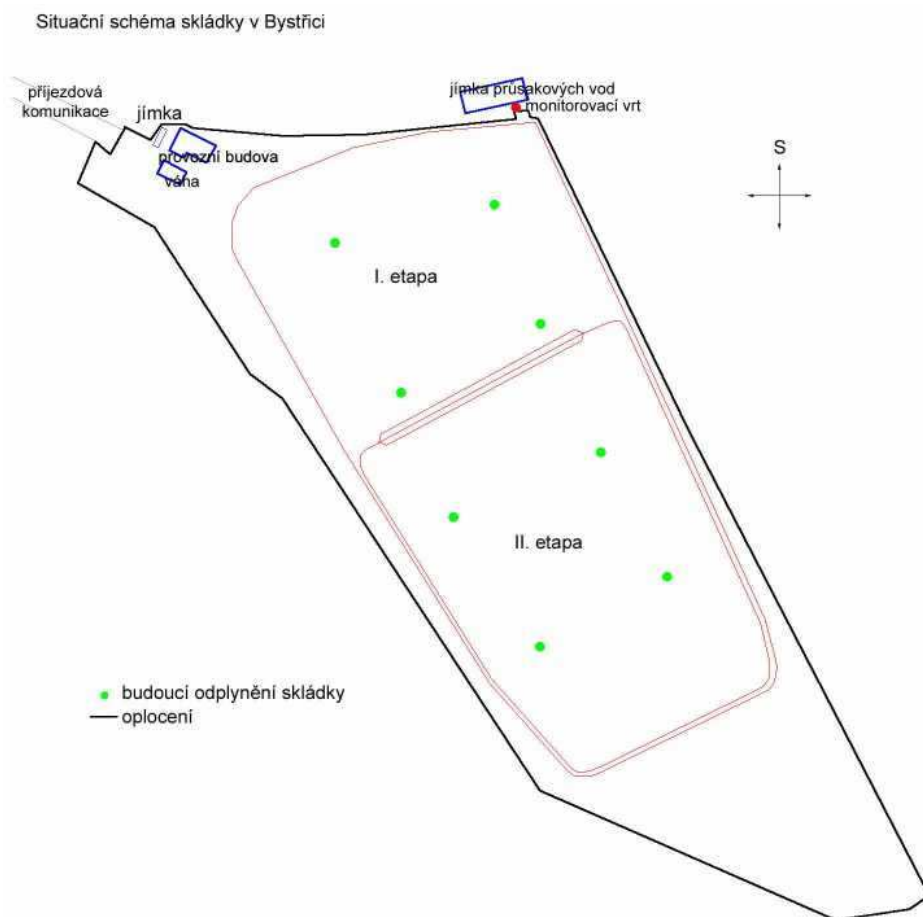 Situační schéma skládky v Bystřici
příjezdová
komunikace
jímka
provozní budova
váha
jímka průsakových vod
monitorovací vrt
S
I. etapa
II. etapa
budoucí odplynění skládky
oplocení